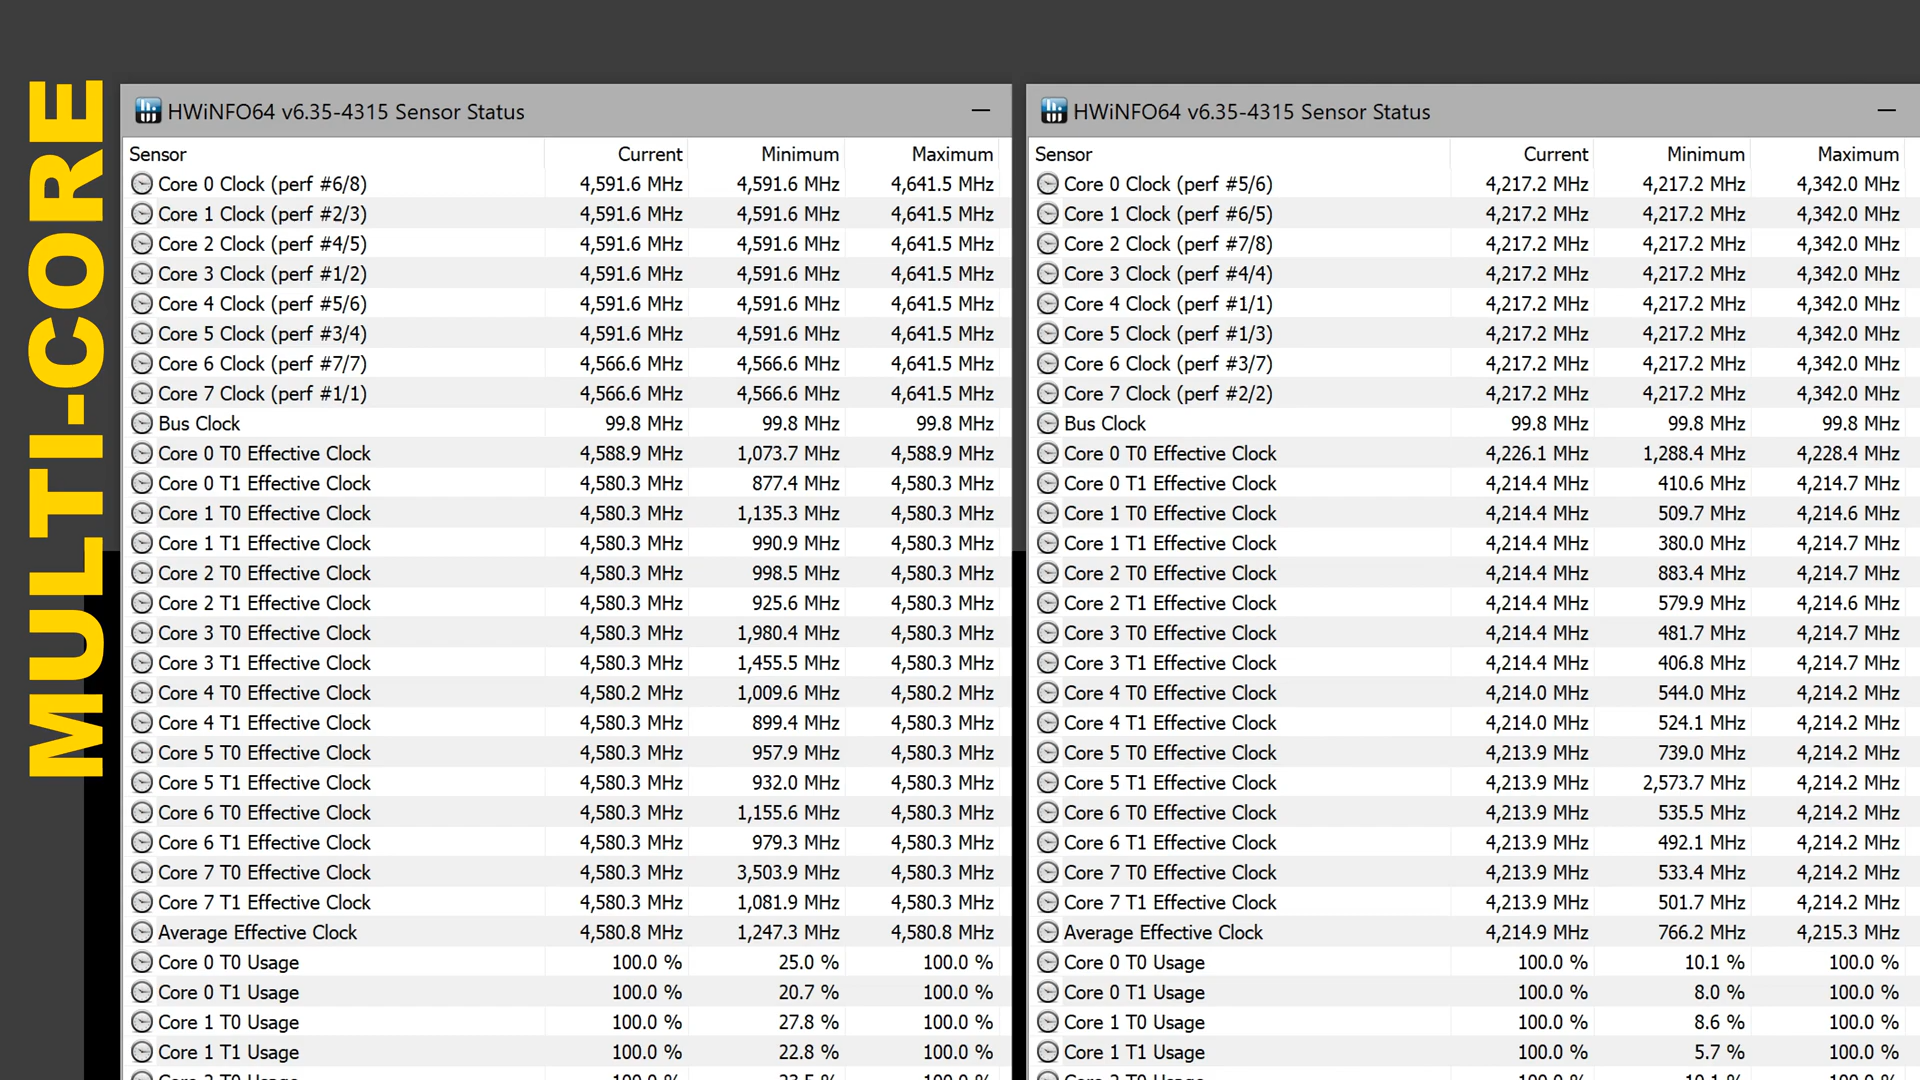 MULTI-CORE
HWiNFO64 v6.35-4315 Sensor Status
Sensor Current Minimum Maximum
Core 0 Clock (perf #6/8) 4,591.6 MHz 4,591.6 MHz 4,641.5 MHz
Core 1 Clock (perf #2/3) 4,591.6 MHz 4,591.6 MHz 4,641.5 MHz
Core 2 Clock (perf #4/5) 4,591.6 MHz 4,591.6 MHz 4,641.5 MHz
Core 3 Clock (perf #1/2) 4,591.6 MHz 4,591.6 MHz 4,641.5 MHz
Core 4 Clock (perf #5/6) 4,591.6 MHz 4,591.6 MHz 4,641.5 MHz
Core 5 Clock (perf #3/4) 4,591.6 MHz 4,591.6 MHz 4,641.5 MHz
Core 6 Clock (perf #7/7) 4,566.6 MHz 4,566.6 MHz 4,641.5 MHz
Core 7 Clock (perf #1/1) 4,566.6 MHz 4,566.6 MHz 4,641.5 MHz
Bus Clock 99.8 MHz 99.8 MHz 99.8 MHz
Core 0 T0 Effective Clock 4,588.9 MHz 1,073.7 MHz 4,588.9 MHz
Core 0 T1 Effective Clock 4,580.3 MHz 877.4 MHz 4,580.3 MHz
Core 1 T0 Effective Clock 4,580.3 MHz 1,135.3 MHz 4,580.3 MHz
Core 1 T1 Effective Clock 4,580.3 MHz 990.9 MHz 4,580.3 MHz
Core 2 T0 Effective Clock 4,580.3 MHz 998.5 MHz 4,580.3 MHz
Core 2 T1 Effective Clock 4,580.3 MHz 925.6 MHz 4,580.3 MHz
Core 3 T0 Effective Clock 4,580.3 MHz 1,980.4 MHz 4,580.3 MHz
Core 3 T1 Effective Clock 4,580.3 MHz 1,455.5 MHz 4,580.3 MHz
Core 4 T0 Effective Clock 4,580.2 MHz 1,009.6 MHz 4,580.2 MHz
Core 4 T1 Effective Clock 4,580.3 MHz 899.4 MHz 4,580.3 MHz
Core 5 T0 Effective Clock 4,580.3 MHz 957.9 MHz 4,580.3 MHz
Core 5 T1 Effective Clock 4,580.3 MHz 932.0 MHz 4,580.3 MHz
Core 6 T0 Effective Clock 4,580.3 MHz 1,155.6 MHz 4,580.3 MHz
Core 6 T1 Effective Clock 4,580.3 MHz 979.3 MHz 4,580.3 MHz
Core 7 T0 Effective Clock 4,580.3 MHz 3,503.9 MHz 4,580.3 MHz
Core 7 T1 Effective Clock 4,580.3 MHz 1,081.9 MHz 4,580.3 MHz
Average Effective Clock 4,580.8 MHz 1,247.3 MHz 4,580.8 MHz
Core 0 T0 Usage 100.0 % 25.0 % 100.0 %
Core 0 T1 Usage 100.0 % 20.7 % 100.0 %
Core 1 T0 Usage 100.0 % 27.8 % 100.0 %
Core 1 T1 Usage 100.0 % 22.8 % 100.0 %
HWiNFO64 v6.35-4315 Sensor Status
Sensor Current Minimum Maximum
Core 0 Clock (perf #5/6) 4,217.2 MHz 4,217.2 MHz 4,342.0 MHz
Core 1 Clock (perf #6/5) 4,217.2 MHz 4,217.2 MHz 4,342.0 MHz
Core 2 Clock (perf #7/8) 4,217.2 MHz 4,217.2 MHz 4,342.0 MHz
Core 3 Clock (perf #4/4) 4,217.2 MHz 4,217.2 MHz 4,342.0 MHz
Core 4 Clock (perf #1/1) 4,217.2 MHz 4,217.2 MHz 4,342.0 MHz
Core 5 Clock (perf #1/3) 4,217.2 MHz 4,217.2 MHz 4,342.0 MHz
Core 6 Clock (perf #3/7) 4,217.2 MHz 4,217.2 MHz 4,342.0 MHz
Core 7 Clock (perf #2/2) 4,217.2 MHz 4,217.2 MHz 4,342.0 MHz
Bus Clock 99.8 MHz 99.8 MHz 99.8 MHz
Core 0 T0 Effective Clock 4,226.1 MHz 1,288.4 MHz 4,228.4 MHz
Core 0 T1 Effective Clock 4,214.4 MHz 410.6 MHz 4,214.7 MHz
Core 1 T0 Effective Clock 4,214.4 MHz 509.7 MHz 4,214.6 MHz
Core 1 T1 Effective Clock 4,214.4 MHz 380.0 MHz 4,214.7 MHz
Core 2 T0 Effective Clock 4,214.4 MHz 883.4 MHz 4,214.7 MHz
Core 2 T1 Effective Clock 4,214.4 MHz 579.9 MHz 4,214.6 MHz
Core 3 T0 Effective Clock 4,214.4 MHz 481.7 MHz 4,214.7 MHz
Core 3 T1 Effective Clock 4,214.4 MHz 406.8 MHz 4,214.7 MHz
Core 4 T0 Effective Clock 4,214.0 MHz 544.0 MHz 4,214.2 MHz
Core 4 T1 Effective Clock 4,214.0 MHz 524.1 MHz 4,214.2 MHz
Core 5 T0 Effective Clock 4,213.9 MHz 739.0 MHz 4,214.2 MHz
Core 5 T1 Effective Clock 4,213.9 MHz 2,573.7 MHz 4,214.2 MHz
Core 6 T0 Effective Clock 4,213.9 MHz 535.5 MHz 4,214.2 MHz
Core 6 T1 Effective Clock 4,213.9 MHz 492.1 MHz 4,214.2 MHz
Core 7 T0 Effective Clock 4,213.9 MHz 533.4 MHz 4,214.2 MHz
Core 7 T1 Effective Clock 4,213.9 MHz 501.7 MHz 4,214.2 MHz
Average Effective Clock 4,214.9 MHz 766.2 MHz 4,215.3 MHz
Core 0 T0 Usage 100.0 % 10.1 % 100.0 %
Core 0 T1 Usage 100.0 % 8.0 % 100.0 %
Core 1 T0 Usage 100.0 % 8.6 % 100.0 %
Core 1 T1 Usage 100.0 % 5.7 % 100.0 %